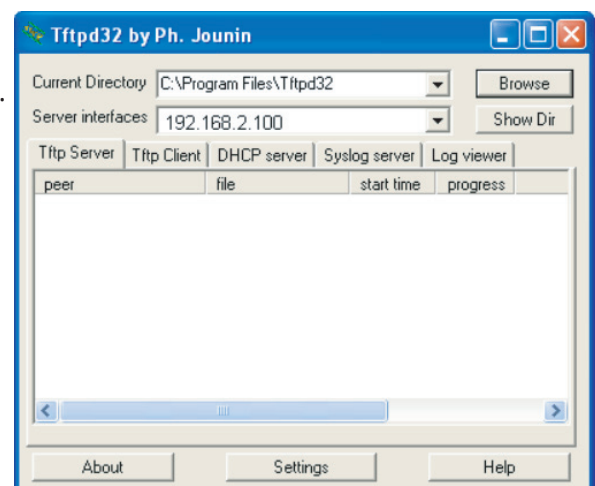 Tftpd32 by Ph. Jounin
Current Directory C:\Program Files\Tftpd32 Browse
Server interfaces 192.168.2.100 Show Dir
Tftp Server Tftp Client DHCP server Syslog server Log viewer
peer file start time progress
About Settings Help